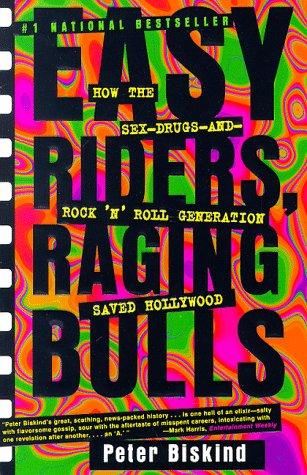 #1 NATIONAL BESTSELLER
EASY
HOW THE
SEX-DRUGS-AND-
RIDERS,
ROCK 'N' ROLL GENERATION
RAGING
SAVED HOLLYWOOD
BULLS
"Peter Biskind's great, scathing, news-packed history . . . is one hell of an elixir—salty
with flavorsome gossip, sour with the aftertaste of misspent careers, intoxicating with
one revelation after another. . . . an 'A.' "
—Mark Harris, Entertainment Weekly
Peter Biskind